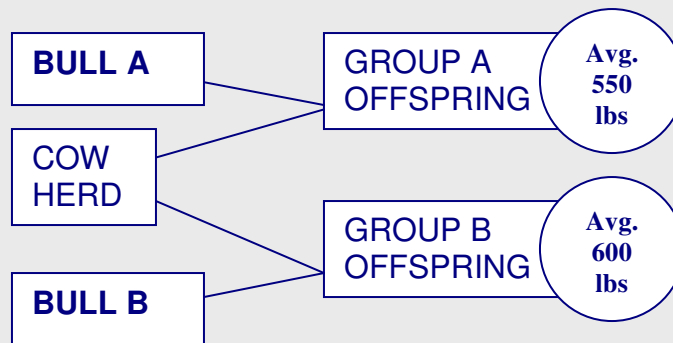 BULL A
GROUP A
OFFSPRING
Avg.
550
lbs
COW
HERD
GROUP B
OFFSPRING
Avg.
600
lbs
BULL B